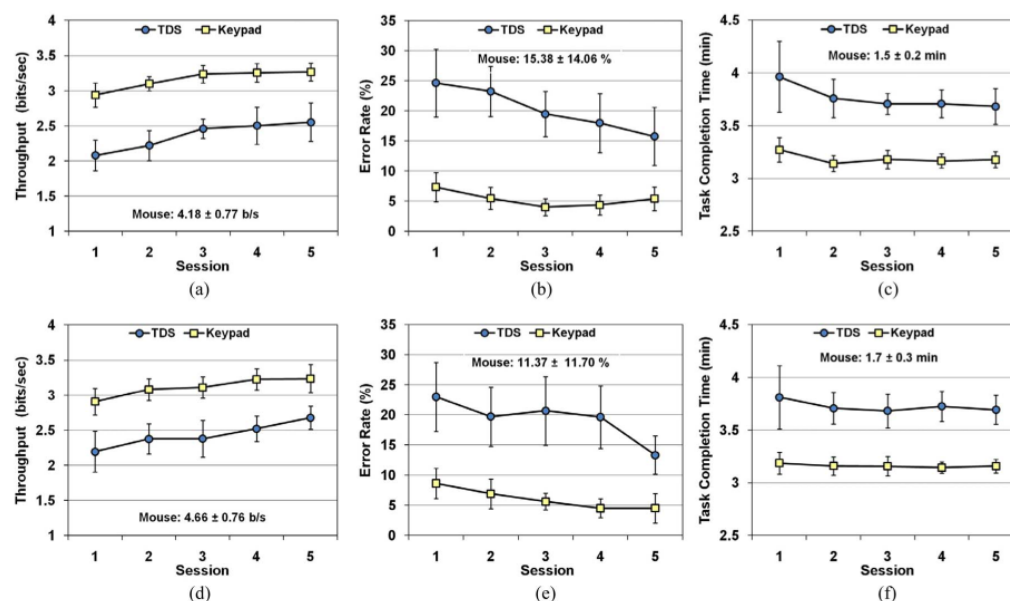 Throughput (bits/sec)
4
3.5
3
2.5
2
1.5
1
TDS Keypad
Mouse: 4.18 ± 0.77 b/s
1 2 3 4 5
Session
(a)
Error Rate (%)
35
30
25
20
15
10
5
0
TDS Keypad
Mouse: 15.38 ± 14.06 %
1 2 3 4 5
Session
(b)
Task Completion Time (min)
4.5
4
3.5
3
2.5
TDS Keypad
Mouse: 1.5 ± 0.2 min
1 2 3 4 5
Session
(c)
Throughput (bits/sec)
4
3.5
3
2.5
2
1.5
1
TDS Keypad
Mouse: 4.66 ± 0.76 b/s
1 2 3 4 5
Session
(d)
Error Rate (%)
35
30
25
20
15
10
5
0
TDS Keypad
Mouse: 11.37 ± 11.70 %
1 2 3 4 5
Session
(e)
Task Completion Time (min)
4.5
4
3.5
3
2.5
TDS Keypad
Mouse: 1.7 ± 0.3 min
1 2 3 4 5
Session
(f)